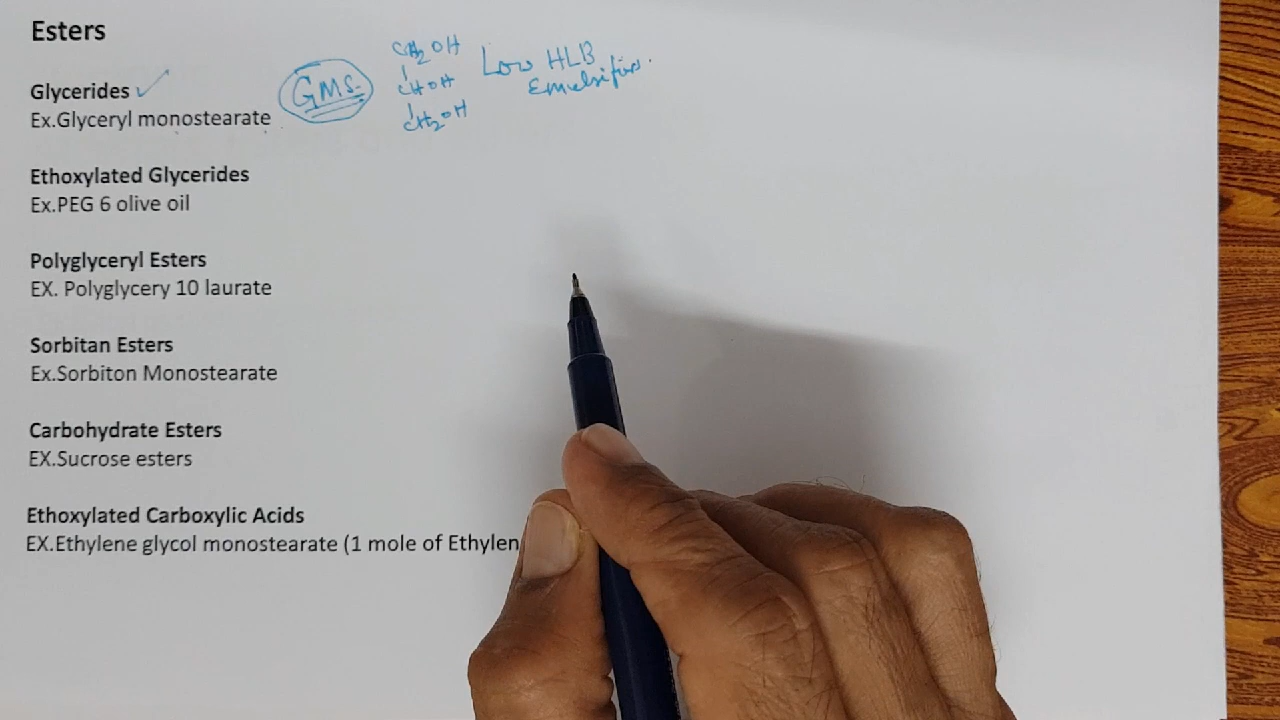 Esters
Glycerides
Ex.Glyceryl monostearate
GMS
CH2OH
CHOH
CH2OH
Low HLB
Emulsifiers.
Ethoxylated Glycerides
Ex.PEG 6 olive oil
Polyglyceryl Esters
EX. Polyglycery 10 laurate
Sorbitan Esters
Ex.Sorbiton Monostearate
Carbohydrate Esters
EX.Sucrose esters
Ethoxylated Carboxylic Acids
EX.Ethylene glycol monostearate (1 mole of Ethylen